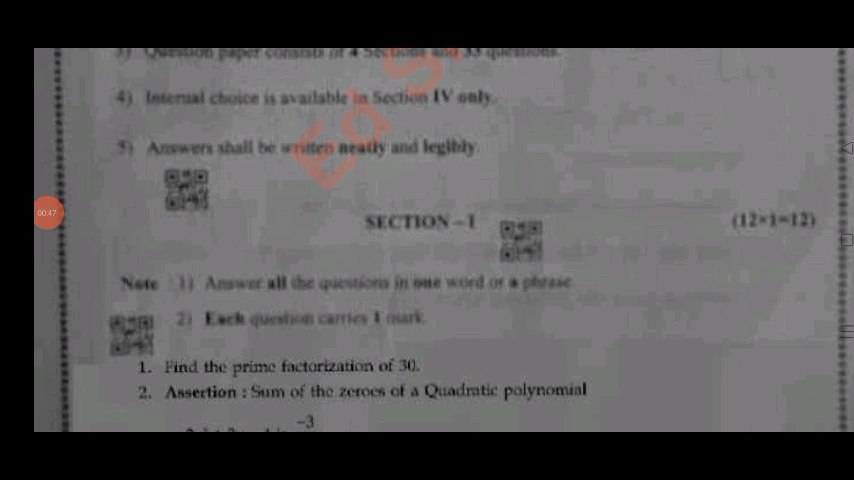 3) Question paper consists of 4 Sections and 33 questions.
4) Internal choice is available in Section IV only.
5) Answers shall be written neatly and legibly.
Ed S
00:47
SECTION - I (12×1=12)
Note : 1) Answer all the questions in one word or a phrase.
2) Each question carries 1 mark.
1. Find the prime factorization of 30.
2. Assertion : Sum of the zeroes of a Quadratic polynomial
-3